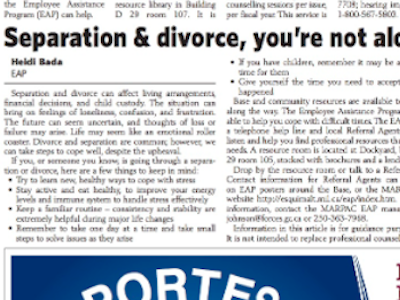 the Employee Assistance
Program (EAP) can help.
resource library in Building
D 29 room 107. It is
counselling sessions per issue,
per fiscal year. This service is
7708; hearing im
1-800-567-5803.
Separation & divorce, you're not alo
Heidi Bada
EAP
Separation and divorce can affect living arrangements,
financial decisions, and child custody. The situation can
bring on feelings of loneliness, confusion, and frustration.
The future can seem uncertain, and thoughts of loss or
failure may arise. Life may seem like an emotional roller
coaster. Divorce and separation are common; however, we
can take steps to cope well, despite the upheaval.
If you, or someone you know, is going through a separa-
tion or divorce, here are a few things to keep in mind:
• Try to learn new, healthy ways to cope with stress
• Stay active and eat healthy, to improve your energy
levels and immune system to handle stress effectively
• Keep a familiar routine – consistency and stability are
extremely helpful during major life changes
• Remember to take one day at a time and take small
steps to solve issues as they arise
• If you have children, remember it may be a
time for them
• Give yourself the time you need to accept
happened
Base and community resources are available to
along the way. The Employee Assistance Program
able to help you cope with difficult times. The EA
a telephone help line and local Referral Agents
listen and help you find professional resources th
needs. A resource room is located at Dockyard,
29 room 105, stocked with brochures and a lend
Drop by the resource room or talk to a Refe
Contact information for Referral Agents can
on EAP posters around the Base, or the MAR
website http://esquimalt.mil.ca/eap/index.htm.
information, contact the MARPAC EAP mana
johnson@forces.gc.ca or 250-363-7968.
Information in this article is for guidance purp
It is not intended to replace professional counsel
PORTES